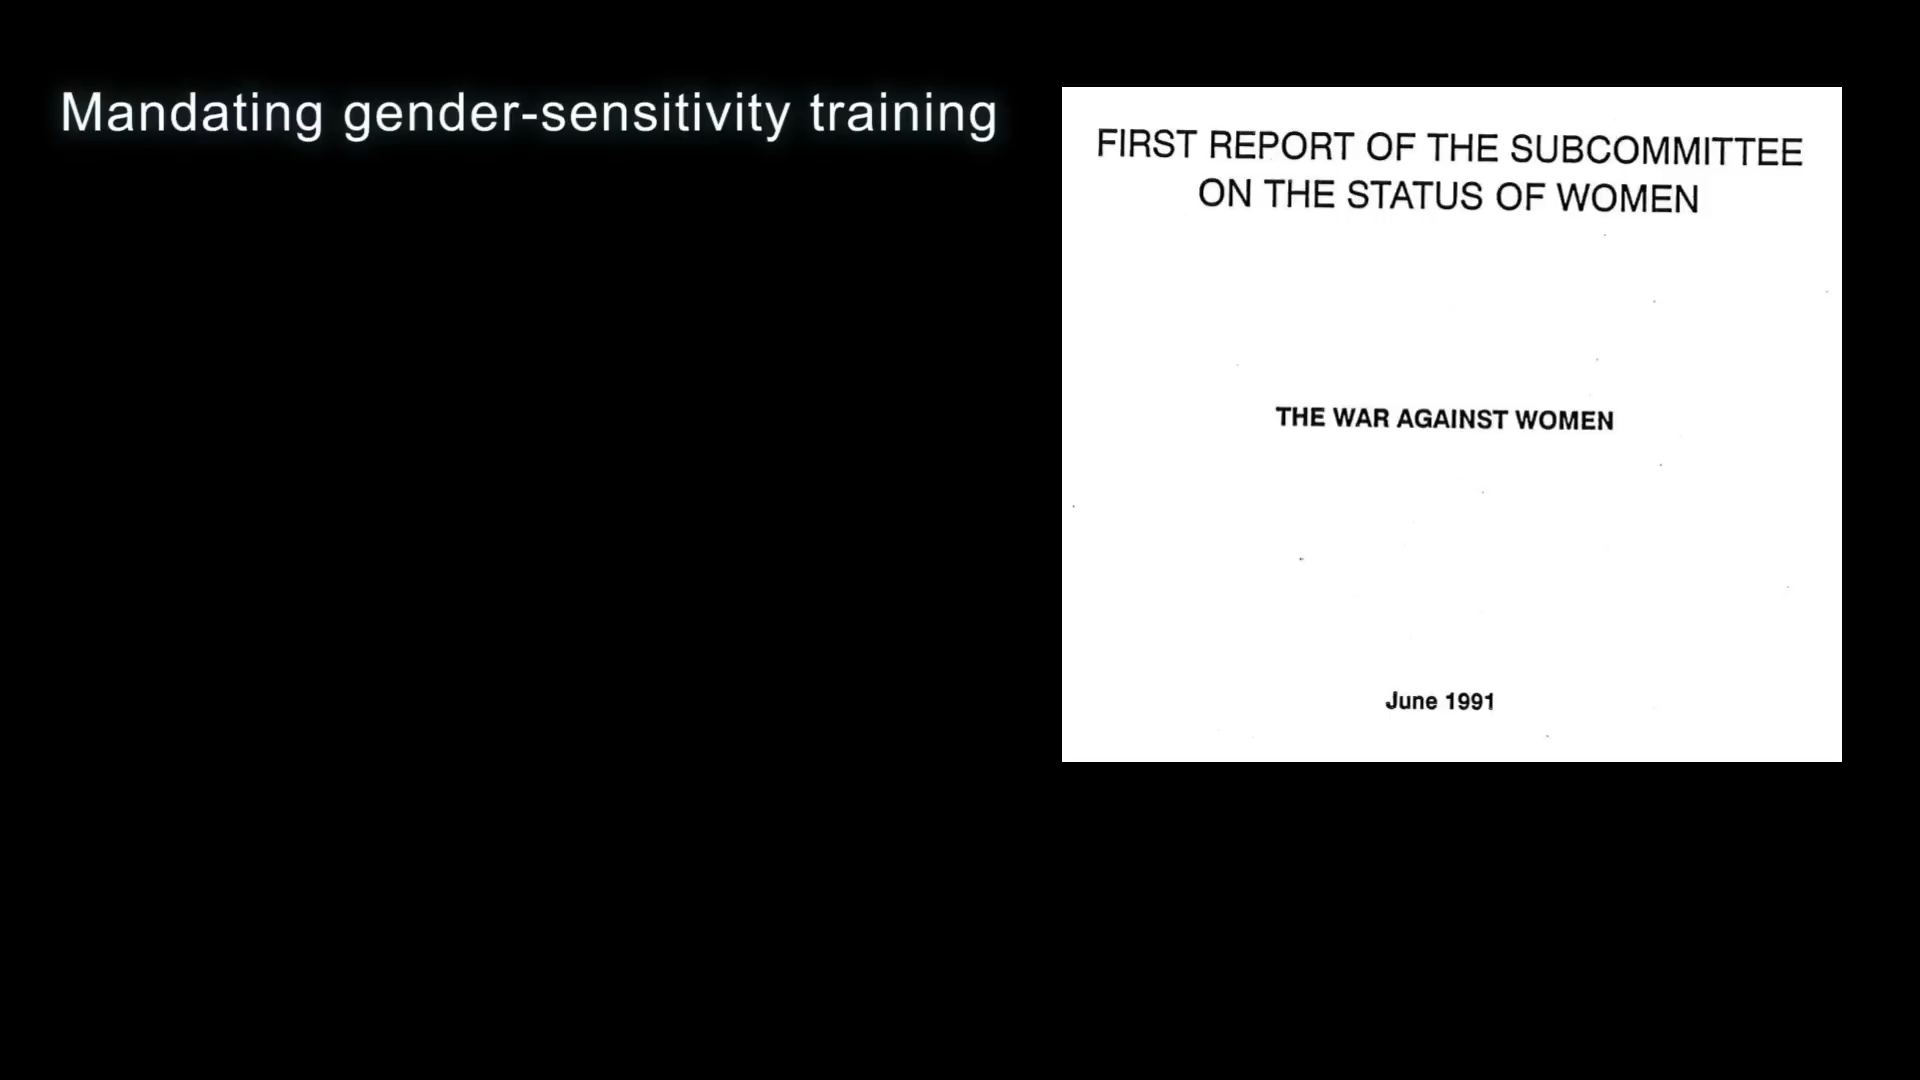 Mandating gender-sensitivity training
FIRST REPORT OF THE SUBCOMMITTEE
ON THE STATUS OF WOMEN
THE WAR AGAINST WOMEN
June 1991